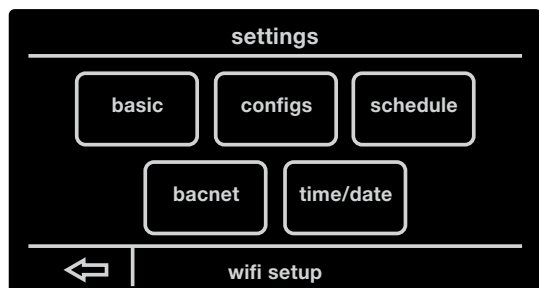 settings
basic configs schedule
bacnet time/date
wifi setup